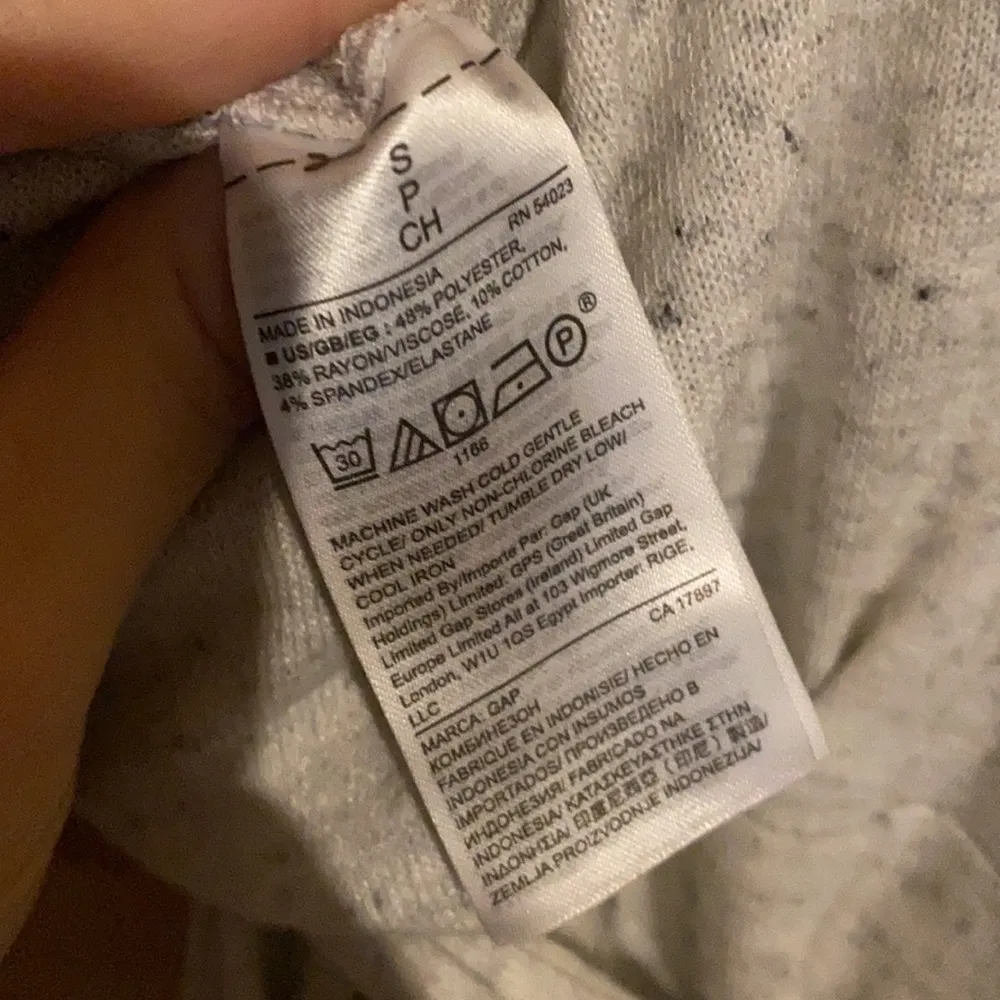 S
P
CH
RN 54023
MADE IN INDONESIA
■ US/GB/EG : 48% POLYESTER,
38% RAYON/VISCOSE, 10% COTTON,
4% SPANDEX/ELASTANE
30 P ®
1166
MACHINE WASH COLD GENTLE
CYCLE/ ONLY NON-CHLORINE BLEACH
WHEN NEEDED/ TUMBLE DRY LOW/
COOL IRON
Imported By/Importe Par: Gap (UK
Holdings) Limited: GPS (Great Britain)
Limited Gap Stores (Ireland) Limited Gap
Europe Limited All at 103 Wigmore Street,
London, W1U 1QS Egypt Importer: RIGE,
LLC
CA 17897
MARCA: GAP
КОМБИНЕЗОН
FABRIQUE EN INDONISIE/ HECHO EN
INDONESIA CON INSUMOS
IMPORTADOS/ ПРОИЗВЕДЕНО В
ИНДОНЕЗИЯ/ FABRICADO NA
INDONESIA/ ΚΑΤΑΣΚΕΥΑΣΤΗΚΕ ΣΤΗΝ
ΙΝΔΟΝΗΣΙΑ/ 印度尼西亞（印尼）製造/
ZEMLJA PROIZVODNJE INDONEZIJA/